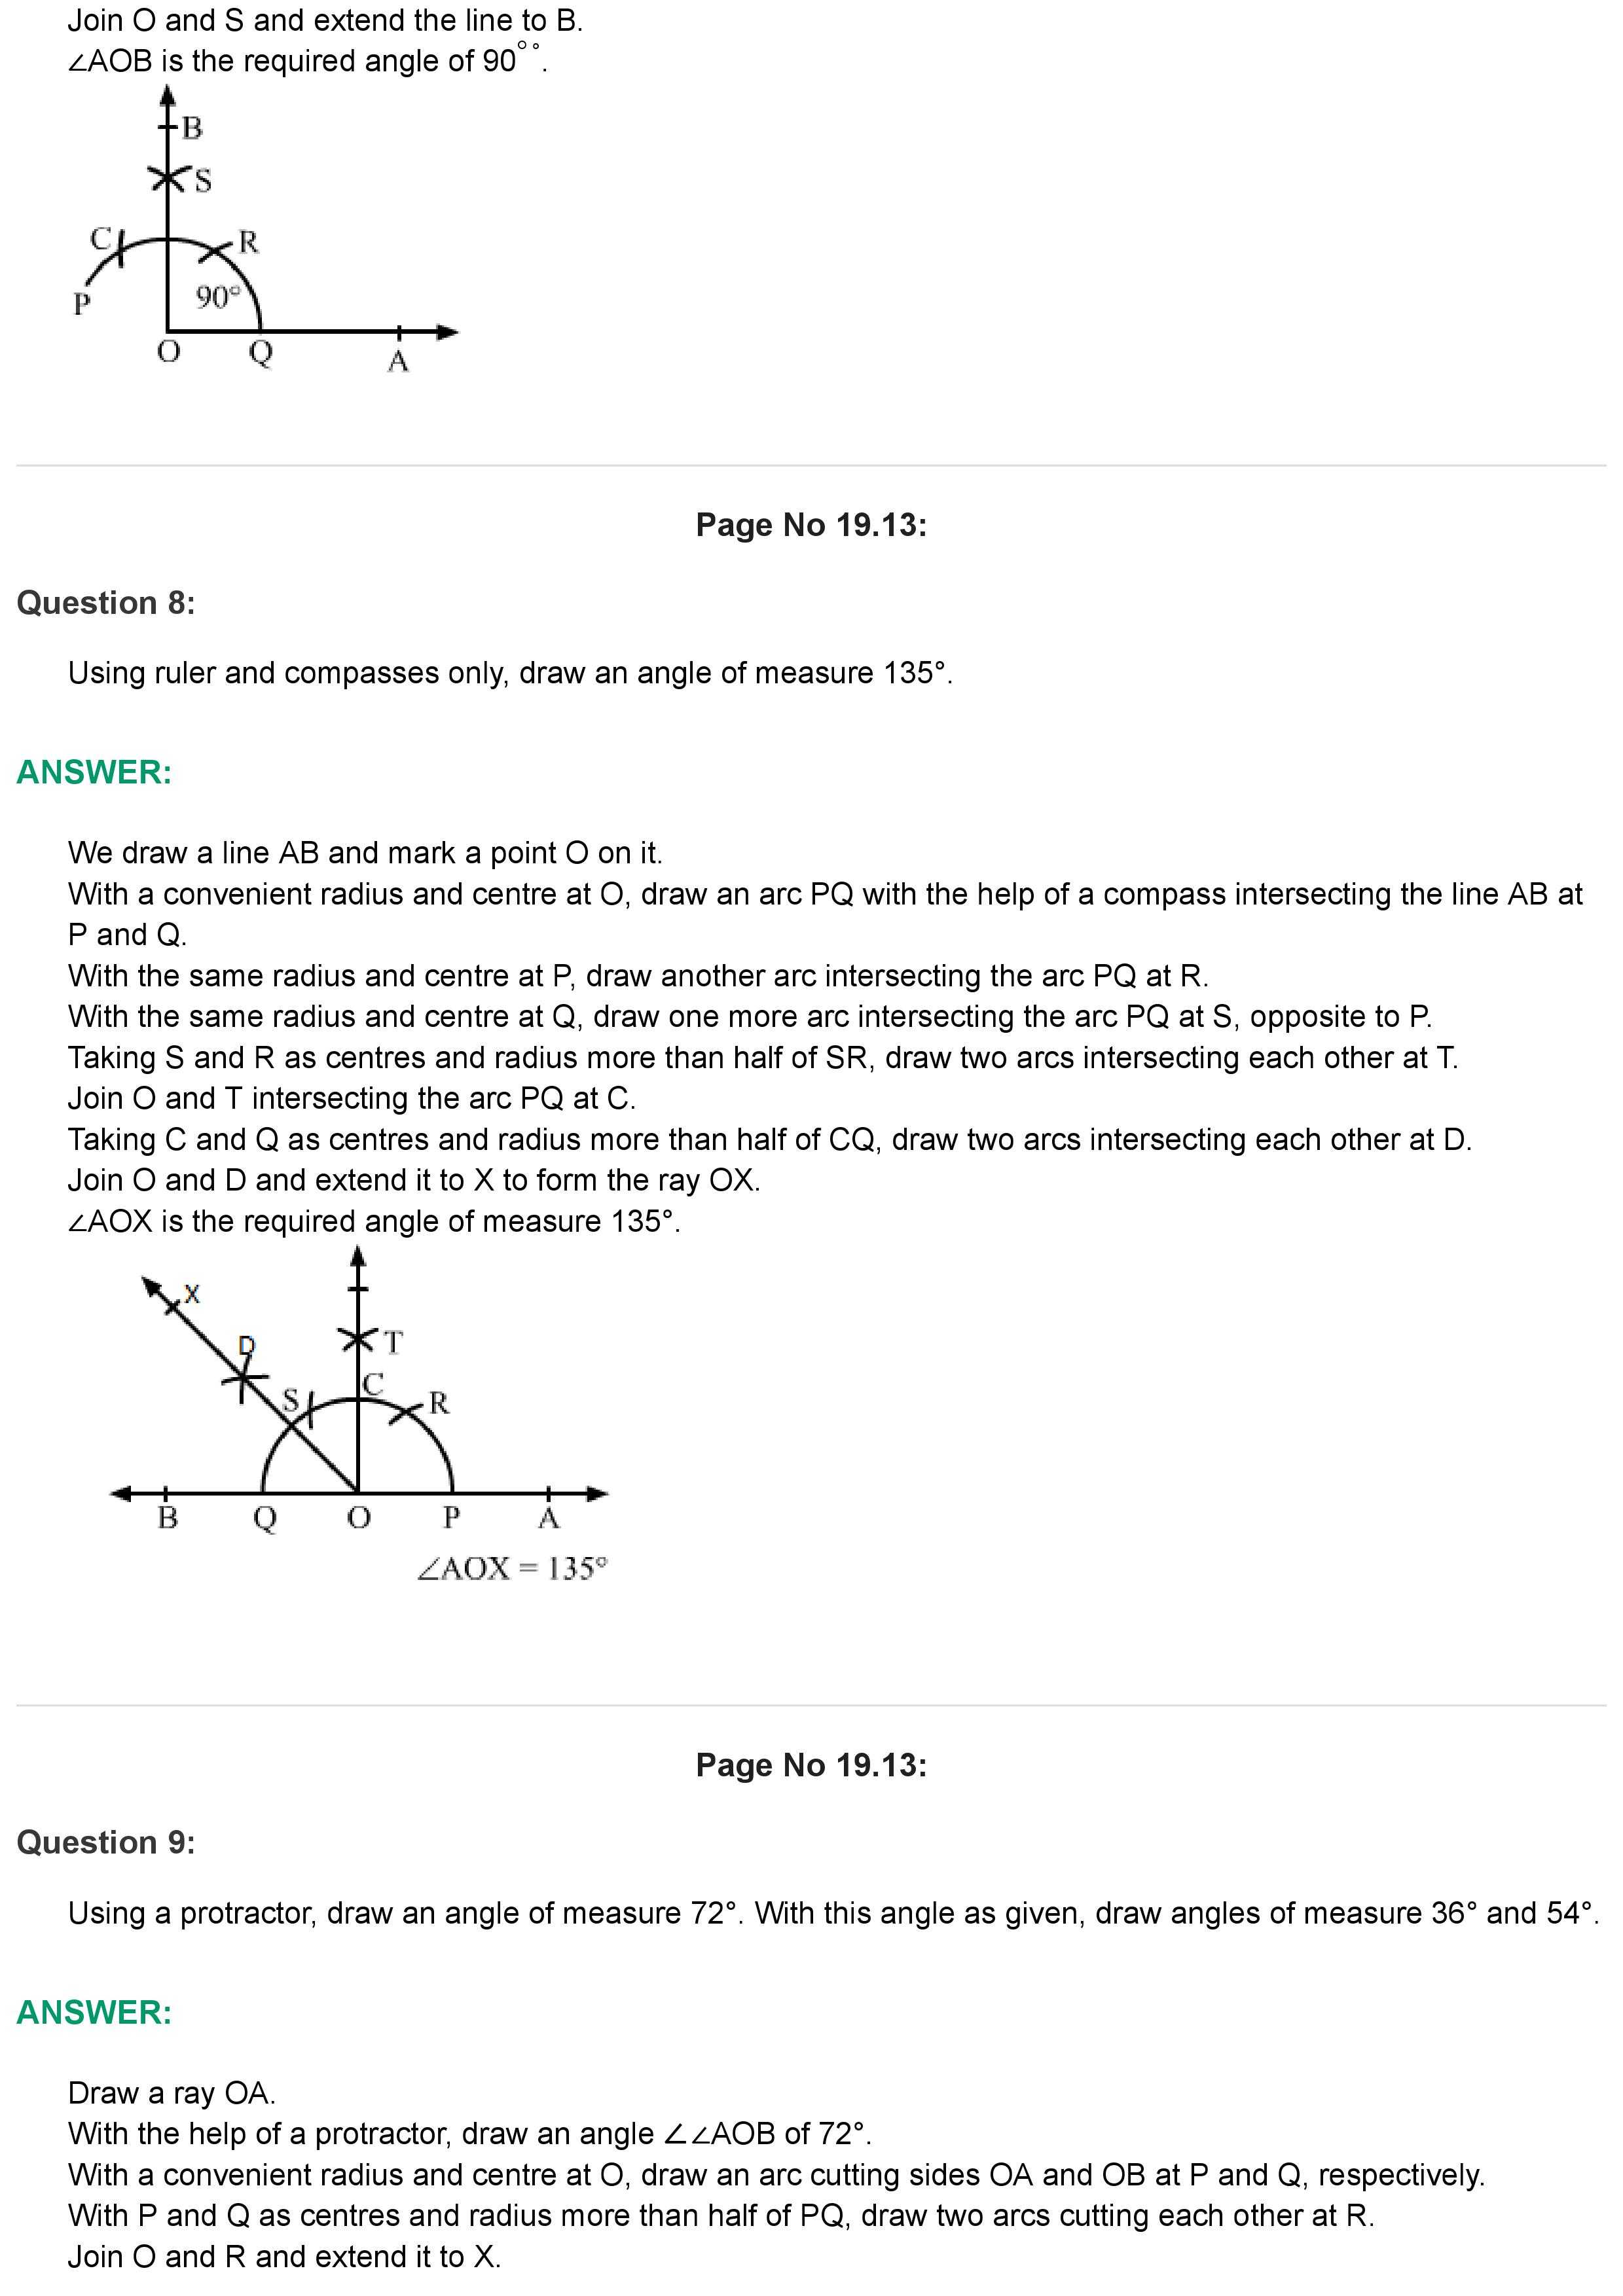 Join O and S and extend the line to B.
∠AOB is the required angle of 90°°.
B
S
C
R
P
90°
O
Q
A
Page No 19.13:
Question 8:
Using ruler and compasses only, draw an angle of measure 135°.
ANSWER:
We draw a line AB and mark a point O on it.
With a convenient radius and centre at O, draw an arc PQ with the help of a compass intersecting the line AB at
P and Q.
With the same radius and centre at P, draw another arc intersecting the arc PQ at R.
With the same radius and centre at Q, draw one more arc intersecting the arc PQ at S, opposite to P.
Taking S and R as centres and radius more than half of SR, draw two arcs intersecting each other at T.
Join O and T intersecting the arc PQ at C.
Taking C and Q as centres and radius more than half of CQ, draw two arcs intersecting each other at D.
Join O and D and extend it to X to form the ray OX.
∠AOX is the required angle of measure 135°.
X
D
T
C
S
R
B
Q
O
P
A
∠AOX = 135°
Page No 19.13:
Question 9:
Using a protractor, draw an angle of measure 72°. With this angle as given, draw angles of measure 36° and 54°.
ANSWER:
Draw a ray OA.
With the help of a protractor, draw an angle ∠∠AOB of 72°.
With a convenient radius and centre at O, draw an arc cutting sides OA and OB at P and Q, respectively.
With P and Q as centres and radius more than half of PQ, draw two arcs cutting each other at R.
Join O and R and extend it to X.